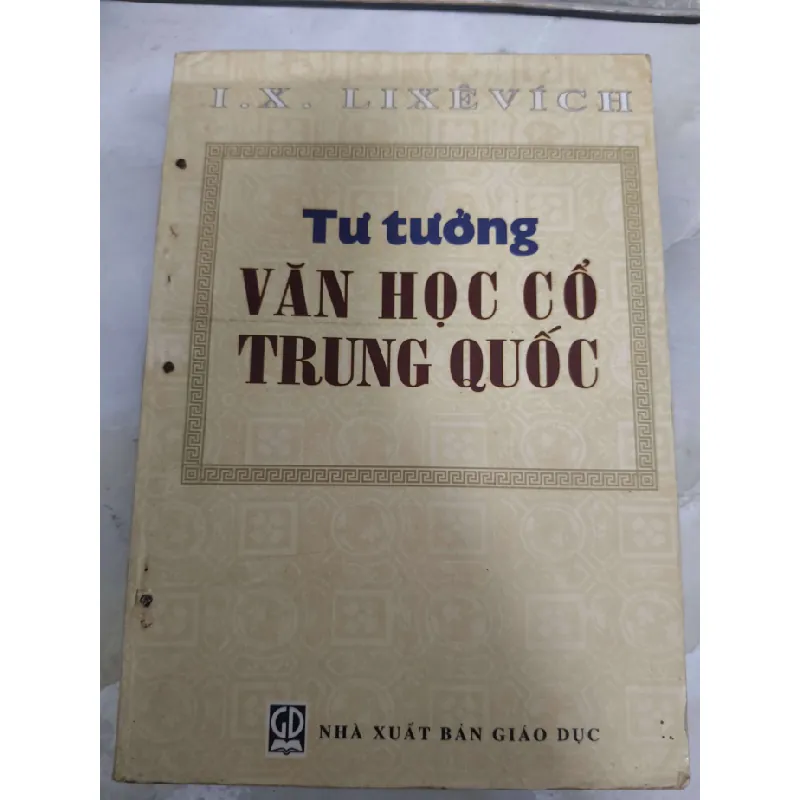 I.X. LIXÊVÍCH
Tư tưởng
VĂN HỌC CỔ
TRUNG QUỐC
GD
NHÀ XUẤT BẢN GIÁO DỤC